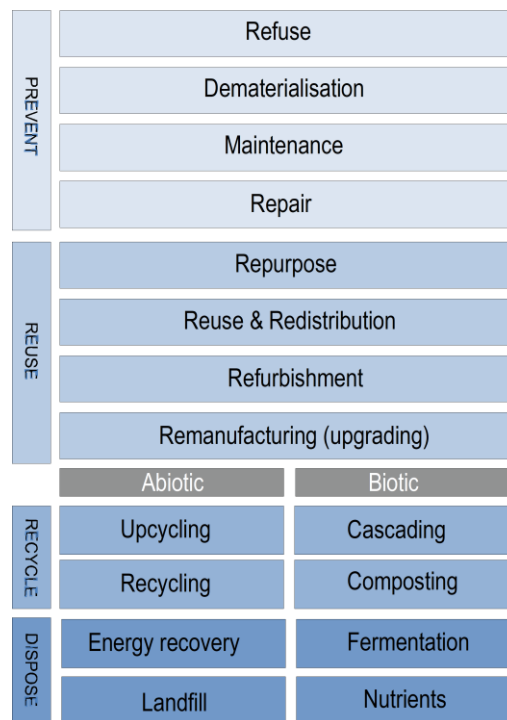 PREVENT
Refuse
Dematerialisation
Maintenance
Repair
REUSE
Repurpose
Reuse & Redistribution
Refurbishment
Remanufacturing (upgrading)
Abiotic
Biotic
RECYCLE
Upcycling
Cascading
Recycling
Composting
DISPOSE
Energy recovery
Fermentation
Landfill
Nutrients